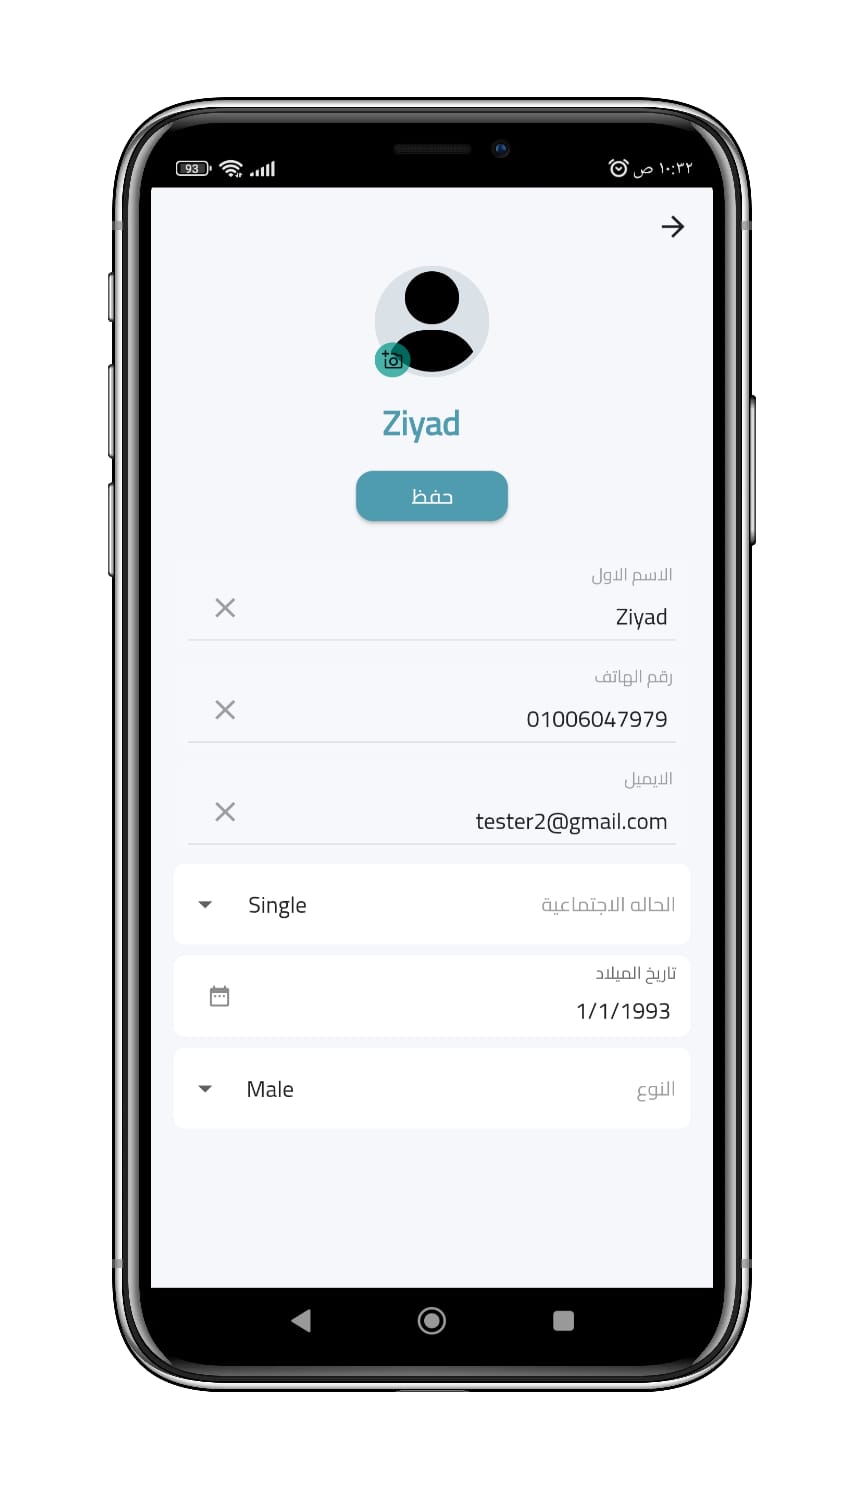 93
١٠:٣٢ ص
Ziyad
حفظ
الاسم الاول
Ziyad
رقم الهاتف
01006047979
الايميل
tester2@gmail.com
الحاله الاجتماعية Single
تاريخ الميلاد
1/1/1993
النوع Male